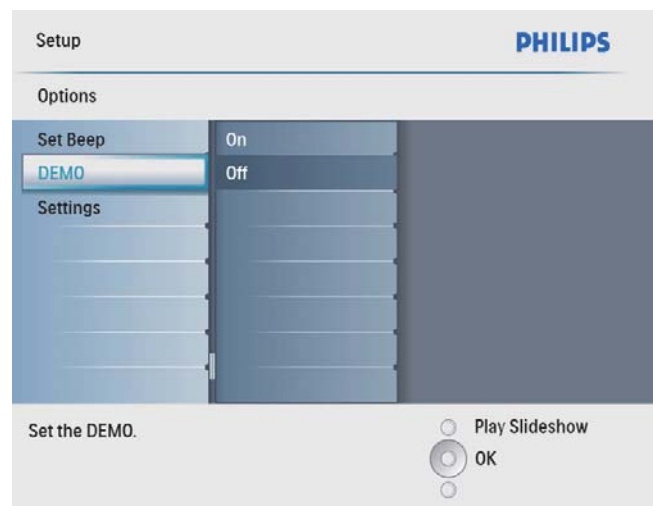 Setup
PHILIPS
Options
Set Beep
On
DEMO
Off
Settings
Set the DEMO.
Play Slideshow
OK